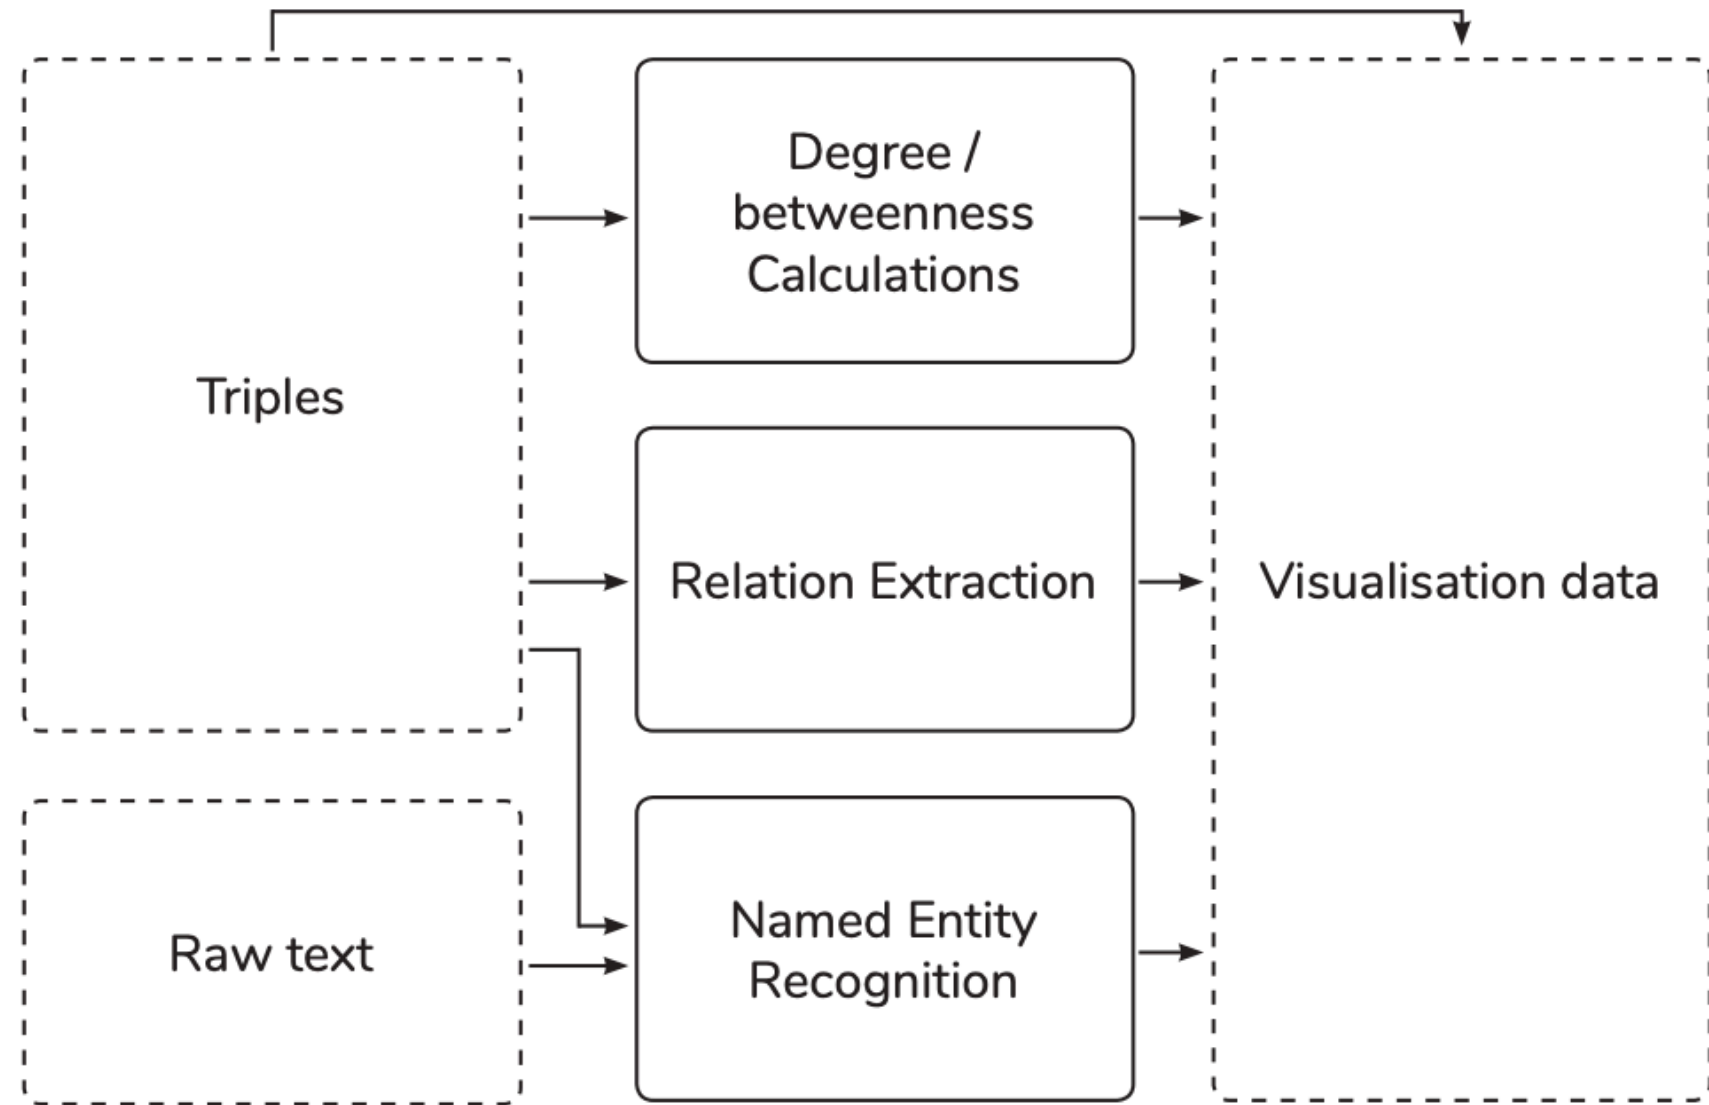 Triples
Raw text
Degree /
betweenness
Calculations
Relation Extraction
Named Entity
Recognition
Visualisation data